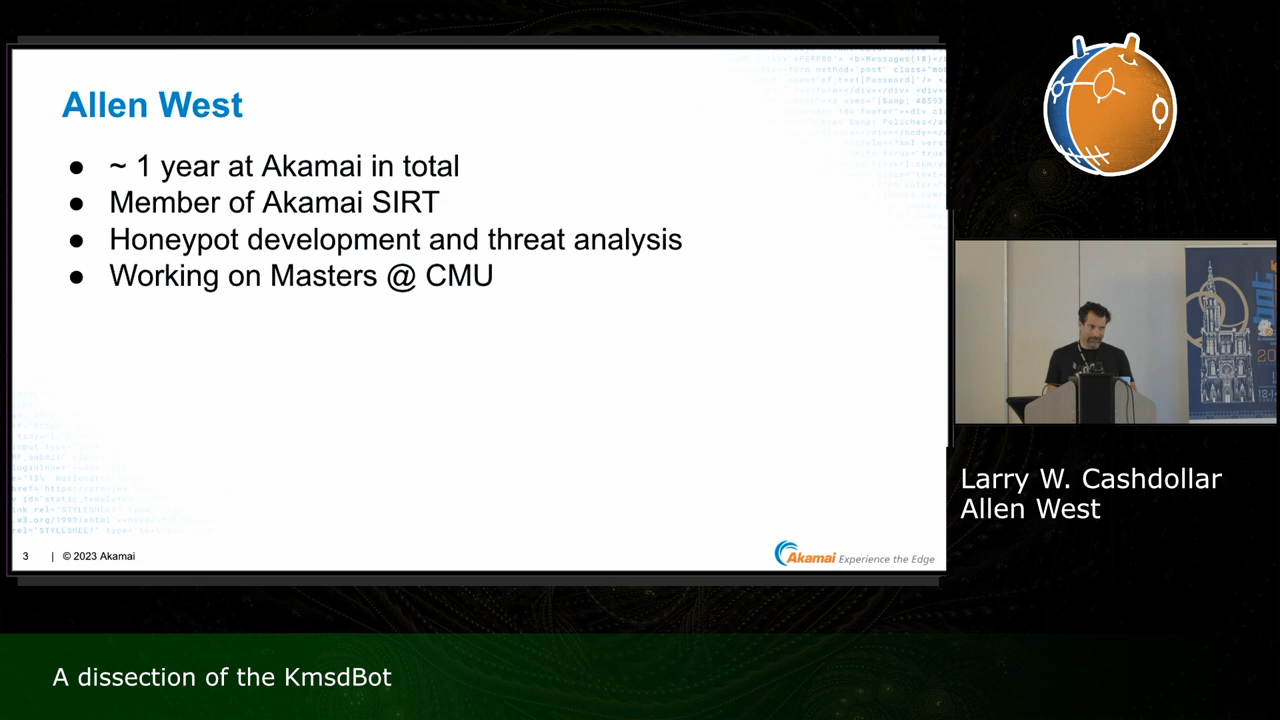 Allen West
● ~ 1 year at Akamai in total
● Member of Akamai SIRT
● Honeypot development and threat analysis
● Working on Masters @ CMU
3 | © 2023 Akamai
Akamai Experience the Edge
Larry W. Cashdollar
Allen West
A dissection of the KmsdBot